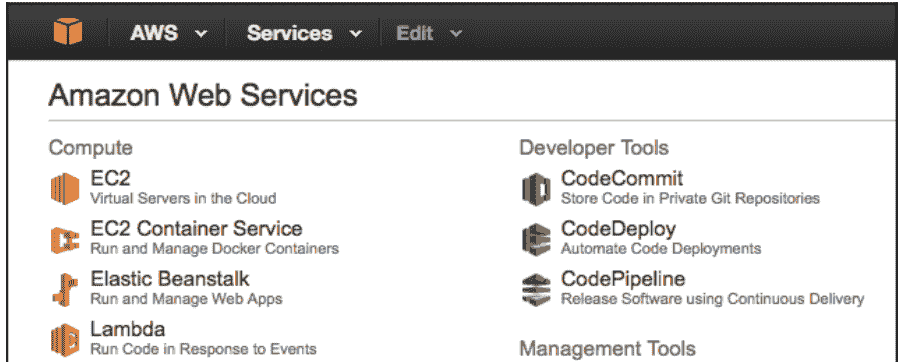 AWS Services Edit
Amazon Web Services
Compute
EC2
Virtual Servers in the Cloud
EC2 Container Service
Run and Manage Docker Containers
Elastic Beanstalk
Run and Manage Web Apps
Lambda
Run Code in Response to Events
Developer Tools
CodeCommit
Store Code in Private Git Repositories
CodeDeploy
Automate Code Deployments
CodePipeline
Release Software using Continuous Delivery
Management Tools